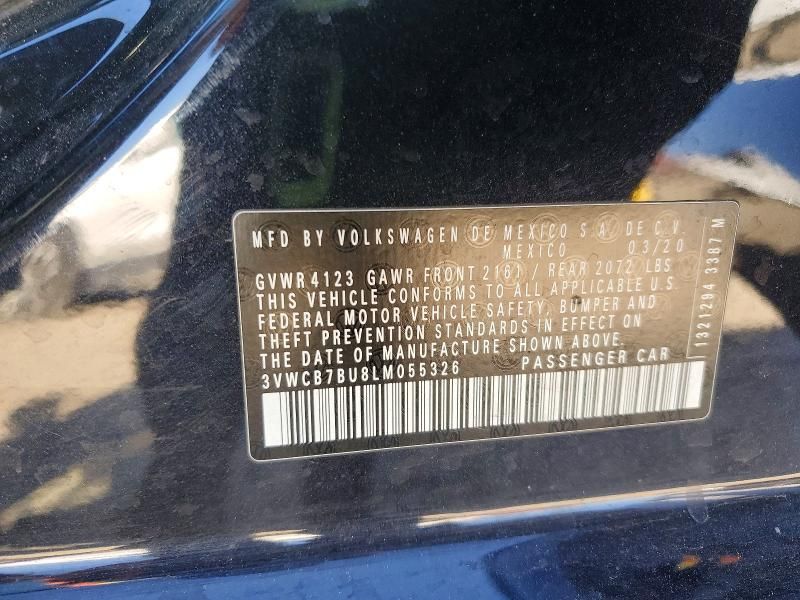 MFD BY VOLKSWAGEN DE MEXICO S.A. DE C.V.
MEXICO 03/20
GVWR 4123 GAWR FRONT 2161 / REAR 2072 LBS
THIS VEHICLE CONFORMS TO ALL APPLICABLE U.S.
FEDERAL MOTOR VEHICLE SAFETY, BUMPER AND
THEFT PREVENTION STANDARDS IN EFFECT ON
THE DATE OF MANUFACTURE SHOWN ABOVE.
3VWCB7BU8LM055326 PASSENGER CAR
1321294 3387 M